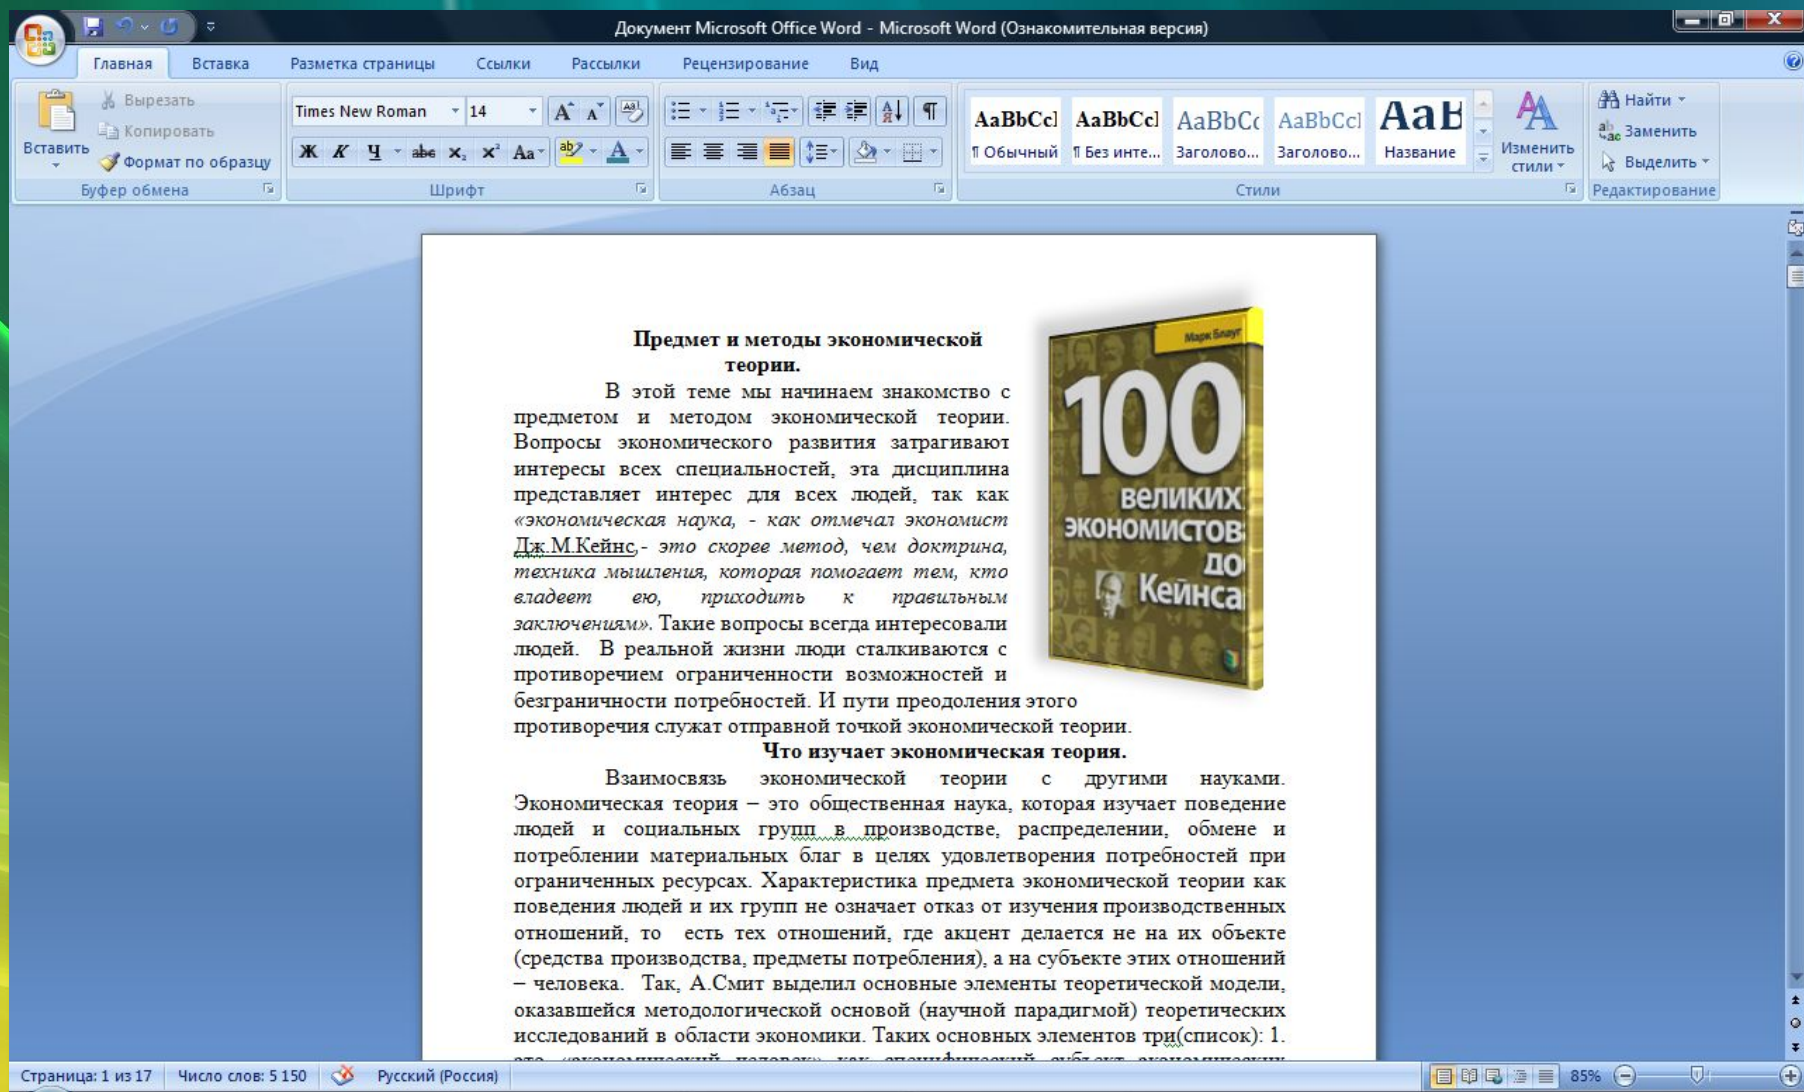 Документ Microsoft Office Word - Microsoft Word (Ознакомительная версия)
Главная Вставка Разметка страницы Ссылки Рассылки Рецензирование Вид
Вставить
Вырезать
Копировать
Формат по образцу
Буфер обмена
Times New Roman 14
Ж К Ч abc x₂ x² Aa ab A
Шрифт
Абзац
AaBbCcI AaBbCcI AaBbCc AaBbCcI AaB
¶ Обычный ¶ Без инте... Заголово... Заголово... Название
Изменить
стили
Стили
Найти
Заменить
Выделить
Редактирование
Предмет и методы экономической
теории.
В этой теме мы начинаем знакомство с
предметом и методом экономической теории.
Вопросы экономического развития затрагивают
интересы всех специальностей, эта дисциплина
представляет интерес для всех людей, так как
«экономическая наука, - как отмечал экономист
Дж.М.Кейнс,- это скорее метод, чем доктрина,
техника мышления, которая помогает тем, кто
владеет ею, приходить к правильным
заключениям». Такие вопросы всегда интересовали
людей. В реальной жизни люди сталкиваются с
противоречием ограниченности возможностей и
безграничности потребностей. И пути преодоления этого
противоречия служат отправной точкой экономической теории.
Марк Блауг
100
великих
экономистов
до
Кейнса
Что изучает экономическая теория.
Взаимосвязь экономической теории с другими науками.
Экономическая теория – это общественная наука, которая изучает поведение
людей и социальных групп в производстве, распределении, обмене и
потреблении материальных благ в целях удовлетворения потребностей при
ограниченных ресурсах. Характеристика предмета экономической теории как
поведения людей и их групп не означает отказ от изучения производственных
отношений, то есть тех отношений, где акцент делается не на их объекте
(средства производства, предметы потребления), а на субъекте этих отношений
– человека. Так, А.Смит выделил основные элементы теоретической модели,
оказавшейся методологической основой (научной парадигмой) теоретических
исследований в области экономики. Таких основных элементов три(список): 1.
это «экономический человек» как специфический субъект экономических
Страница: 1 из 17 Число слов: 5 150 Русский (Россия) 85%